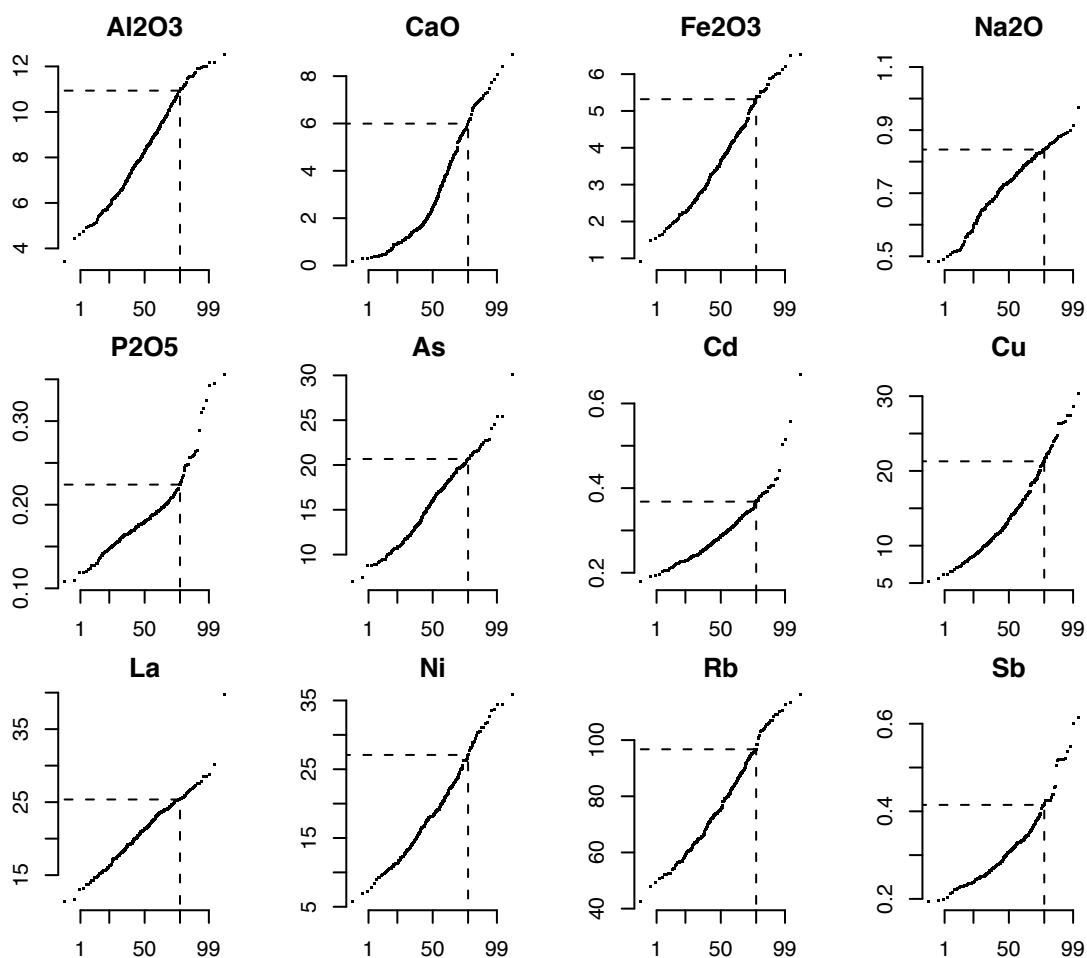 Al2O3 CaO Fe2O3 Na2O
12 10 8 6 4
8 6 4 2 0
6 5 4 3 2 1
1.1 0.9 0.7 0.5
1 50 99 1 50 99 1 50 99 1 50 99
P2O5 As Cd Cu
0.30 0.20 0.10
30 25 20 15 10
0.6 0.4 0.2
30 20 10 5
1 50 99 1 50 99 1 50 99 1 50 99
La Ni Rb Sb
35 25 15
35 25 15 5
100 80 60 40
0.6 0.4 0.2
1 50 99 1 50 99 1 50 99 1 50 99